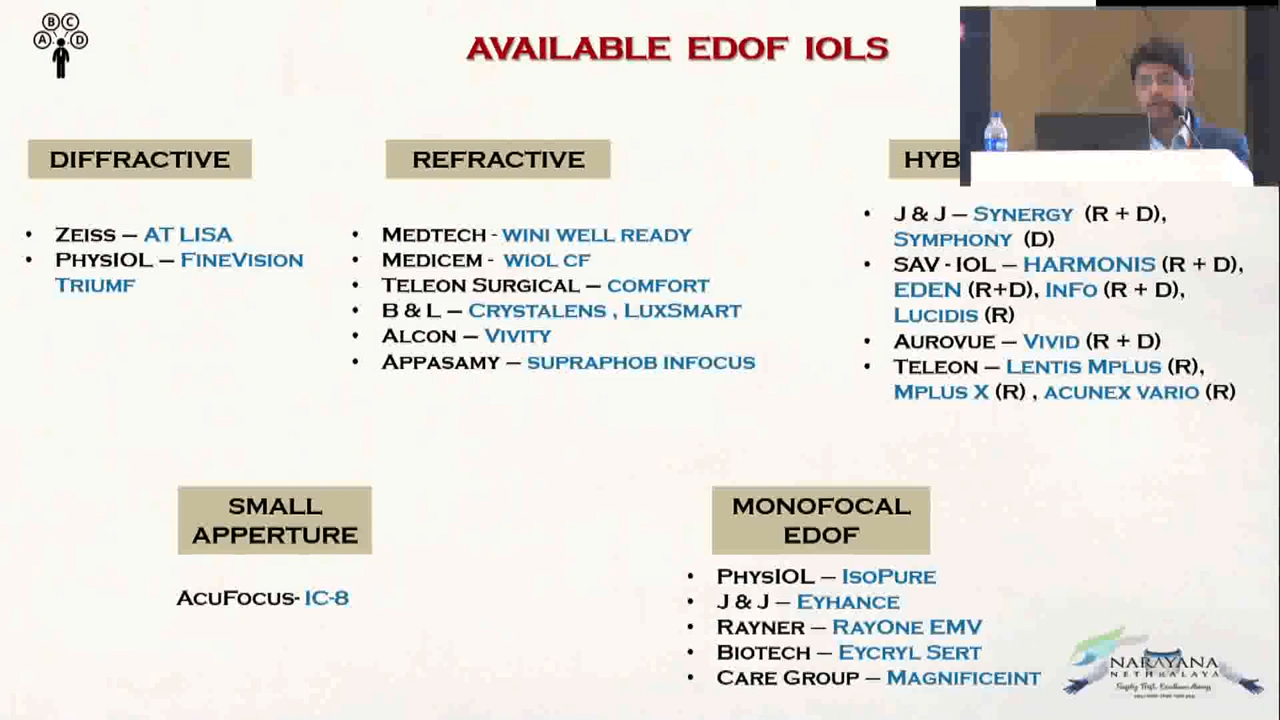 B C
A D
AVAILABLE EDOF IOLS
DIFFRACTIVE
• ZEISS – AT LISA
• PHYSIOL – FINEVISION
TRIUMF
REFRACTIVE
• MEDTECH - WINI WELL READY
• MEDICEM - WIOL CF
• TELEON SURGICAL – COMFORT
• B & L – CRYSTALENS , LUXSMART
• ALCON – VIVITY
• APPASAMY – SUPRAPHOB INFOCUS
HYB
• J & J – SYNERGY (R + D),
SYMPHONY (D)
• SAV - IOL – HARMONIS (R + D),
EDEN (R+D), INFO (R + D),
LUCIDIS (R)
• AUROVUE – VIVID (R + D)
• TELEON – LENTIS MPLUS (R),
MPLUS X (R) , ACUNEX VARIO (R)
SMALL
APPERTURE
ACUFOCUS- IC-8
MONOFOCAL
EDOF
• PHYSIOL – ISOPURE
• J & J – EYHANCE
• RAYNER – RAYONE EMV
• BIOTECH – EYCRYL SERT
• CARE GROUP – MAGNIFICEINT
NARAYANA
NETHRALAYA